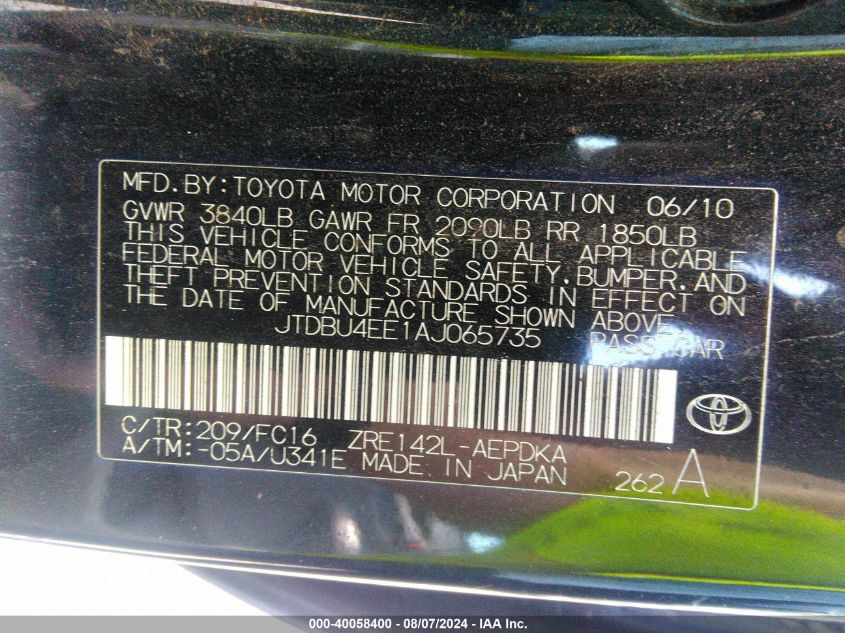 MFD.BY:TOYOTA MOTOR CORPORATION 06/10
GVWR 3840LB GAWR FR 2090LB RR 1850LB
THIS VEHICLE CONFORMS TO ALL APPLICABLE
FEDERAL MOTOR VEHICLE SAFETY,BUMPER,AND
THEFT PREVENTION STANDARDS IN EFFECT ON
THE DATE OF MANUFACTURE SHOWN ABOVE.
JTDBU4EE1AJ065735 PASS.CAR
C/TR:209/FC16 ZRE142L-AEPDKA
A/TM:-05A/U341E MADE IN JAPAN 262 A
000-40058400 - 08/07/2024 - IAA Inc.